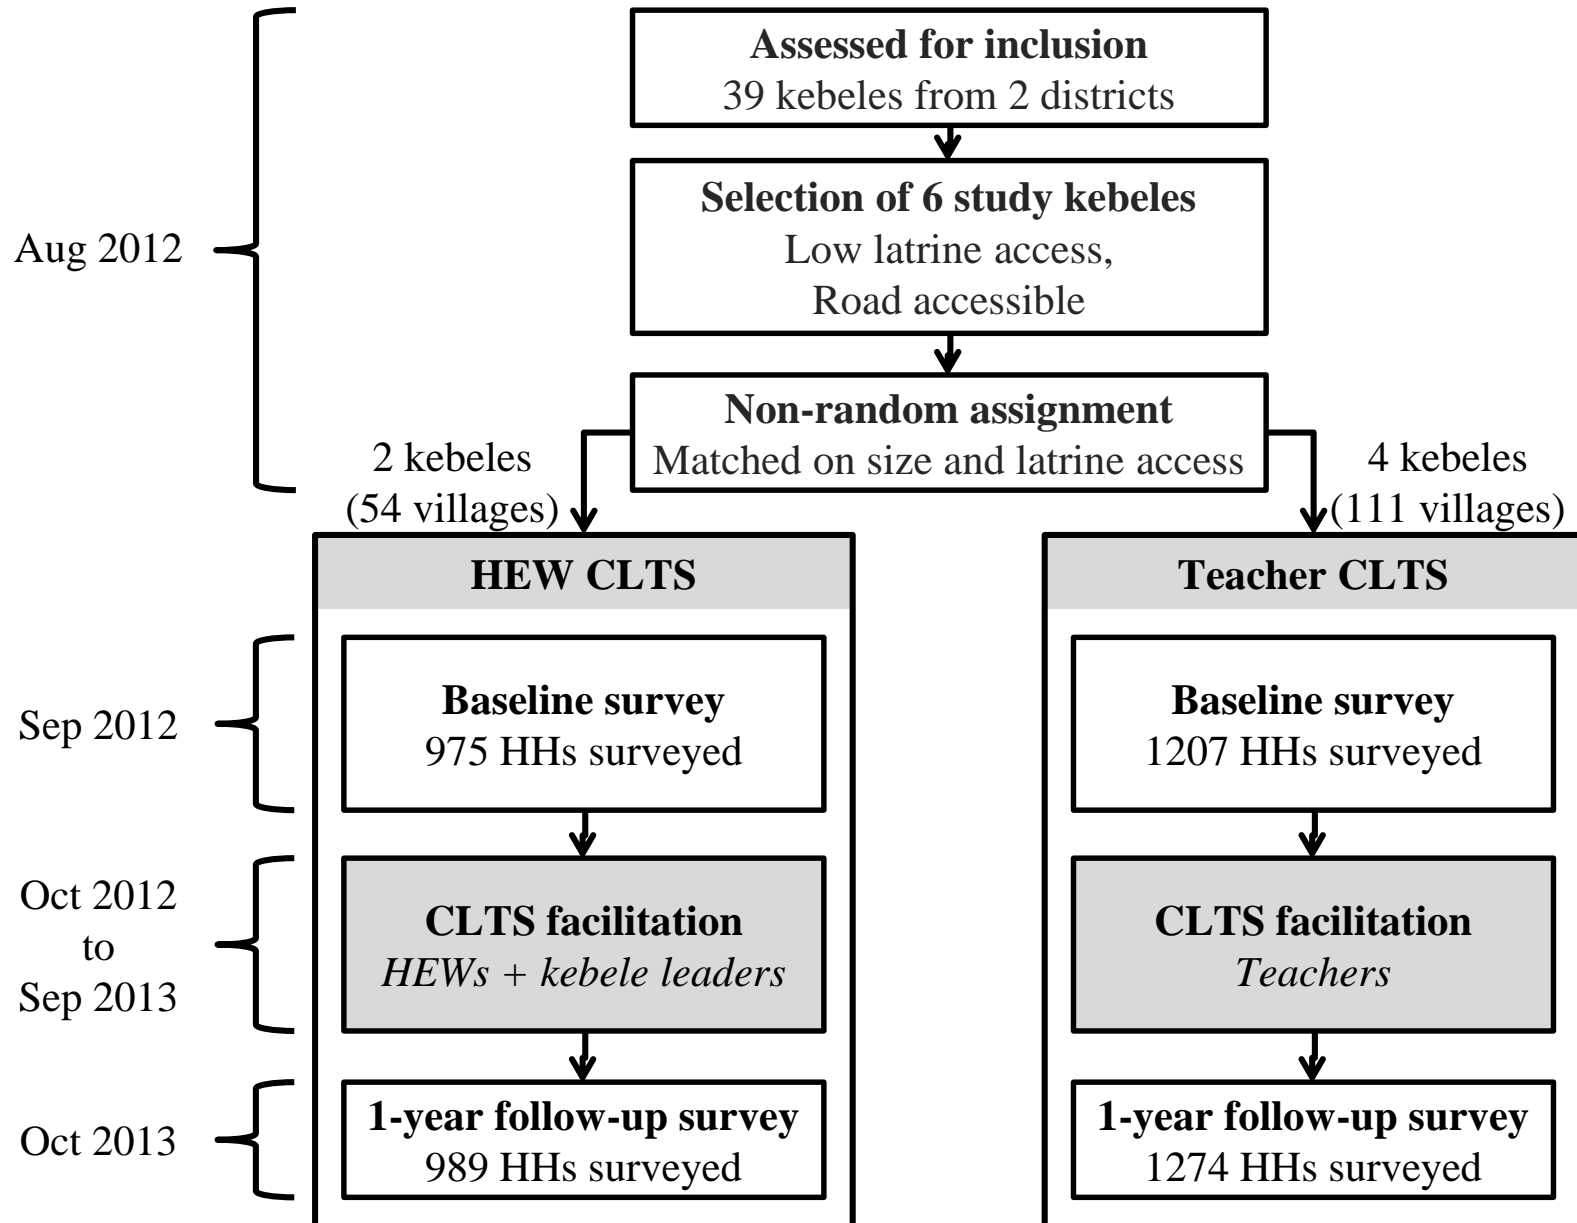 Assessed for inclusion
39 kebeles from 2 districts
Aug 2012
Selection of 6 study kebeles
Low latrine access,
Road accessible
Non-random assignment
Matched on size and latrine access
2 kebeles
(54 villages)
4 kebeles
(111 villages)
HEW CLTS
Teacher CLTS
Sep 2012
Baseline survey
975 HHs surveyed
Baseline survey
1207 HHs surveyed
Oct 2012
to
Sep 2013
CLTS facilitation
HEWs + kebele leaders
CLTS facilitation
Teachers
Oct 2013
1-year follow-up survey
989 HHs surveyed
1-year follow-up survey
1274 HHs surveyed